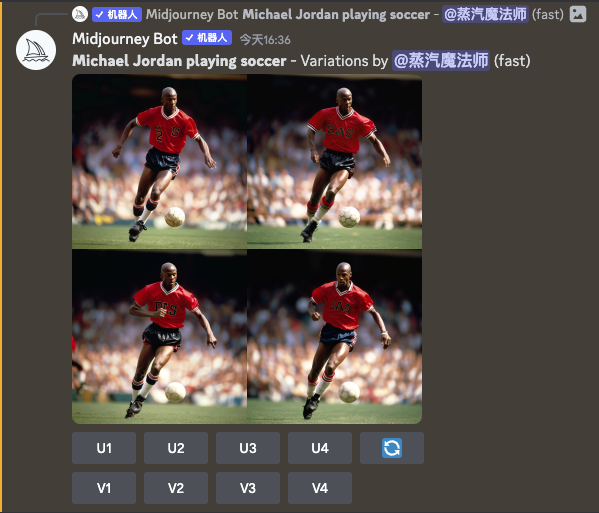 ✓ 机器人 Midjourney Bot Michael Jordan playing soccer - @蒸汽魔法师 (fast)
Midjourney Bot ✓ 机器人 今天16:36
Michael Jordan playing soccer - Variations by @蒸汽魔法师 (fast)
U1 U2 U3 U4
V1 V2 V3 V4